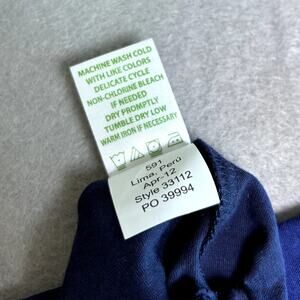 MACHINE WASH COLD
WITH LIKE COLORS
DELICATE CYCLE
NON-CHLORINE BLEACH
IF NEEDED
DRY PROMPTLY
TUMBLE DRY LOW
WARM IRON IF NECESSARY
591
Lima, Perú
Apr-12
Style 33112
PO 39994